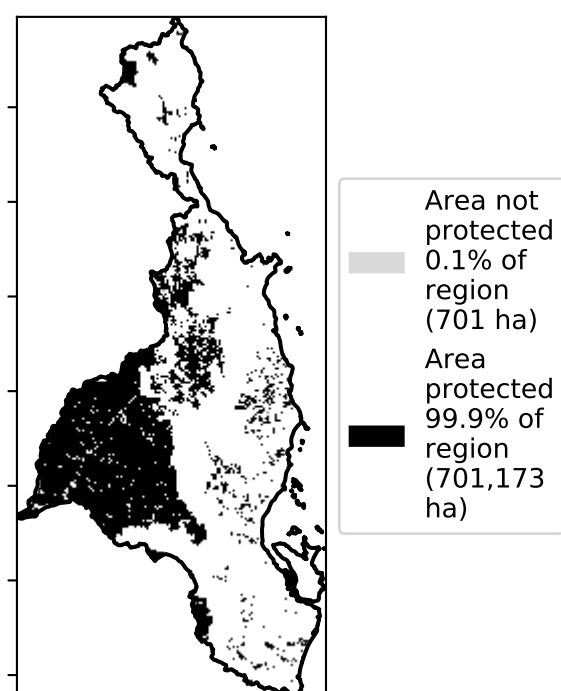 Area not
protected
0.1% of
region
(701 ha)
Area
protected
99.9% of
region
(701,173
ha)